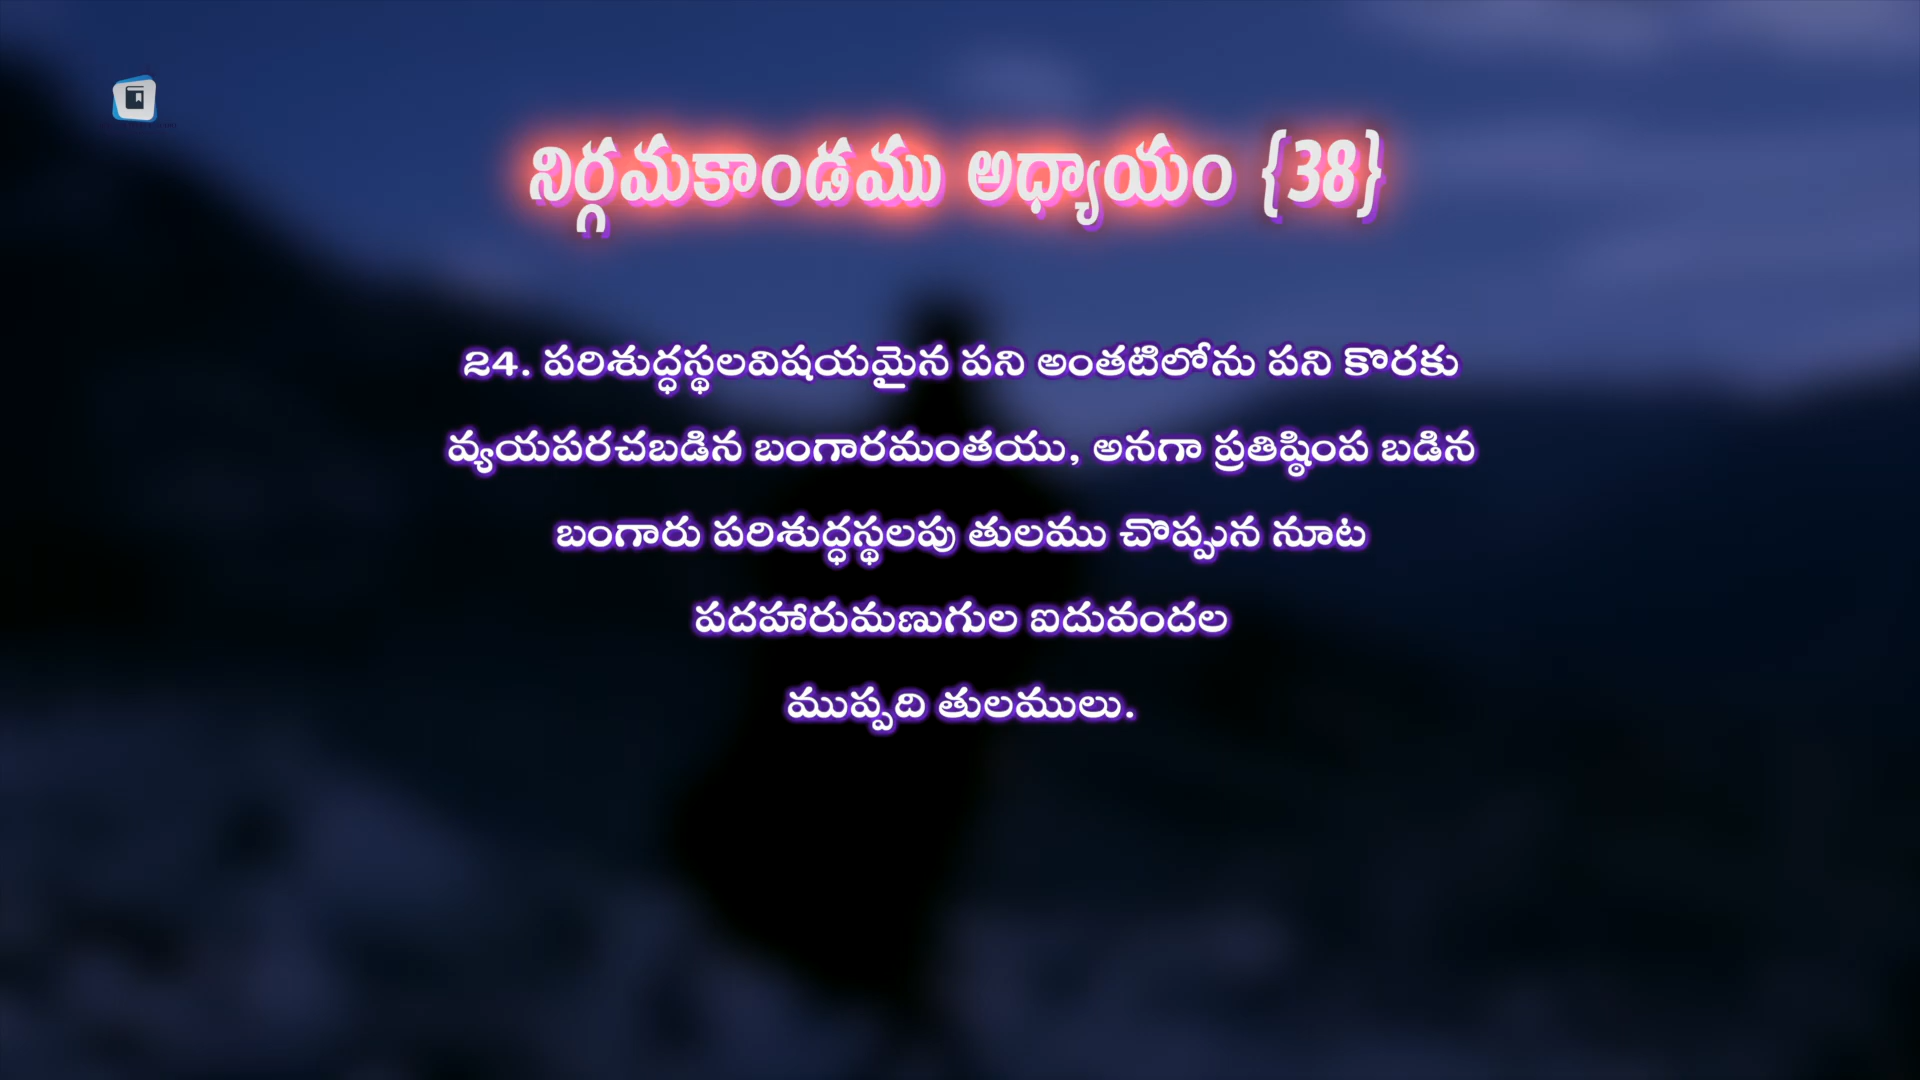 నిర్గమకాండము అధ్యాయం {38}
24. పరిశుద్ధస్థలవిషయమైన పని అంతటిలోను పని కొరకు
వ్యయపరచబడిన బంగారమంతయు, అనగా ప్రతిష్ఠింప బడిన
బంగారు పరిశుద్ధస్థలపు తులము చొప్పున నూట
పదహారుమణుగుల ఐదువందల
ముప్పది తులములు.